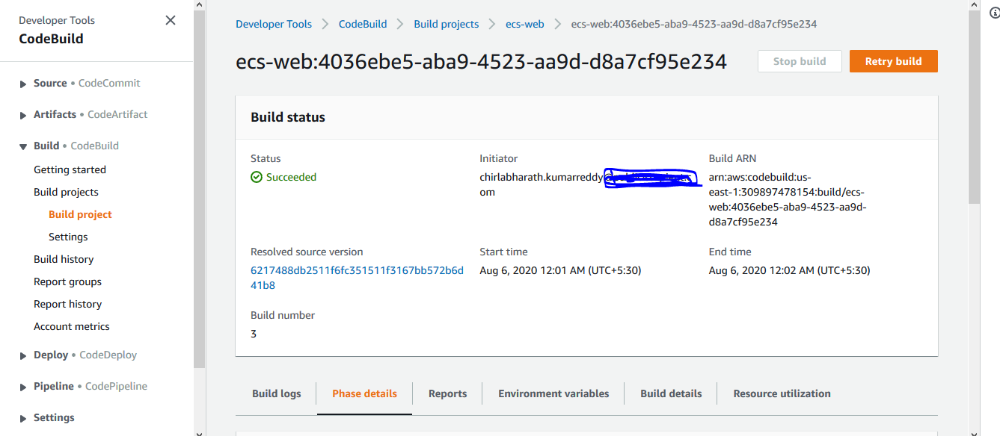 Developer Tools
CodeBuild
Source • CodeCommit
Artifacts • CodeArtifact
Build • CodeBuild
Getting started
Build projects
Build project
Settings
Build history
Report groups
Report history
Account metrics
Deploy • CodeDeploy
Pipeline • CodePipeline
Settings
Developer Tools > CodeBuild > Build projects > ecs-web > ecs-web:4036ebe5-aba9-4523-aa9d-d8a7cf95e234
ecs-web:4036ebe5-aba9-4523-aa9d-d8a7cf95e234
Stop build
Retry build
Build status
Status
Succeeded
Initiator
chirlabharath.kumarreddy
om
Build ARN
arn:aws:codebuild:us-
east-1:309897478154:build/ecs-
web:4036ebe5-aba9-4523-aa9d-
d8a7cf95e234
Resolved source version
6217488db2511f6fc351511f3167bb572b6d
41b8
Start time
Aug 6, 2020 12:01 AM (UTC+5:30)
End time
Aug 6, 2020 12:02 AM (UTC+5:30)
Build number
3
Build logs
Phase details
Reports
Environment variables
Build details
Resource utilization